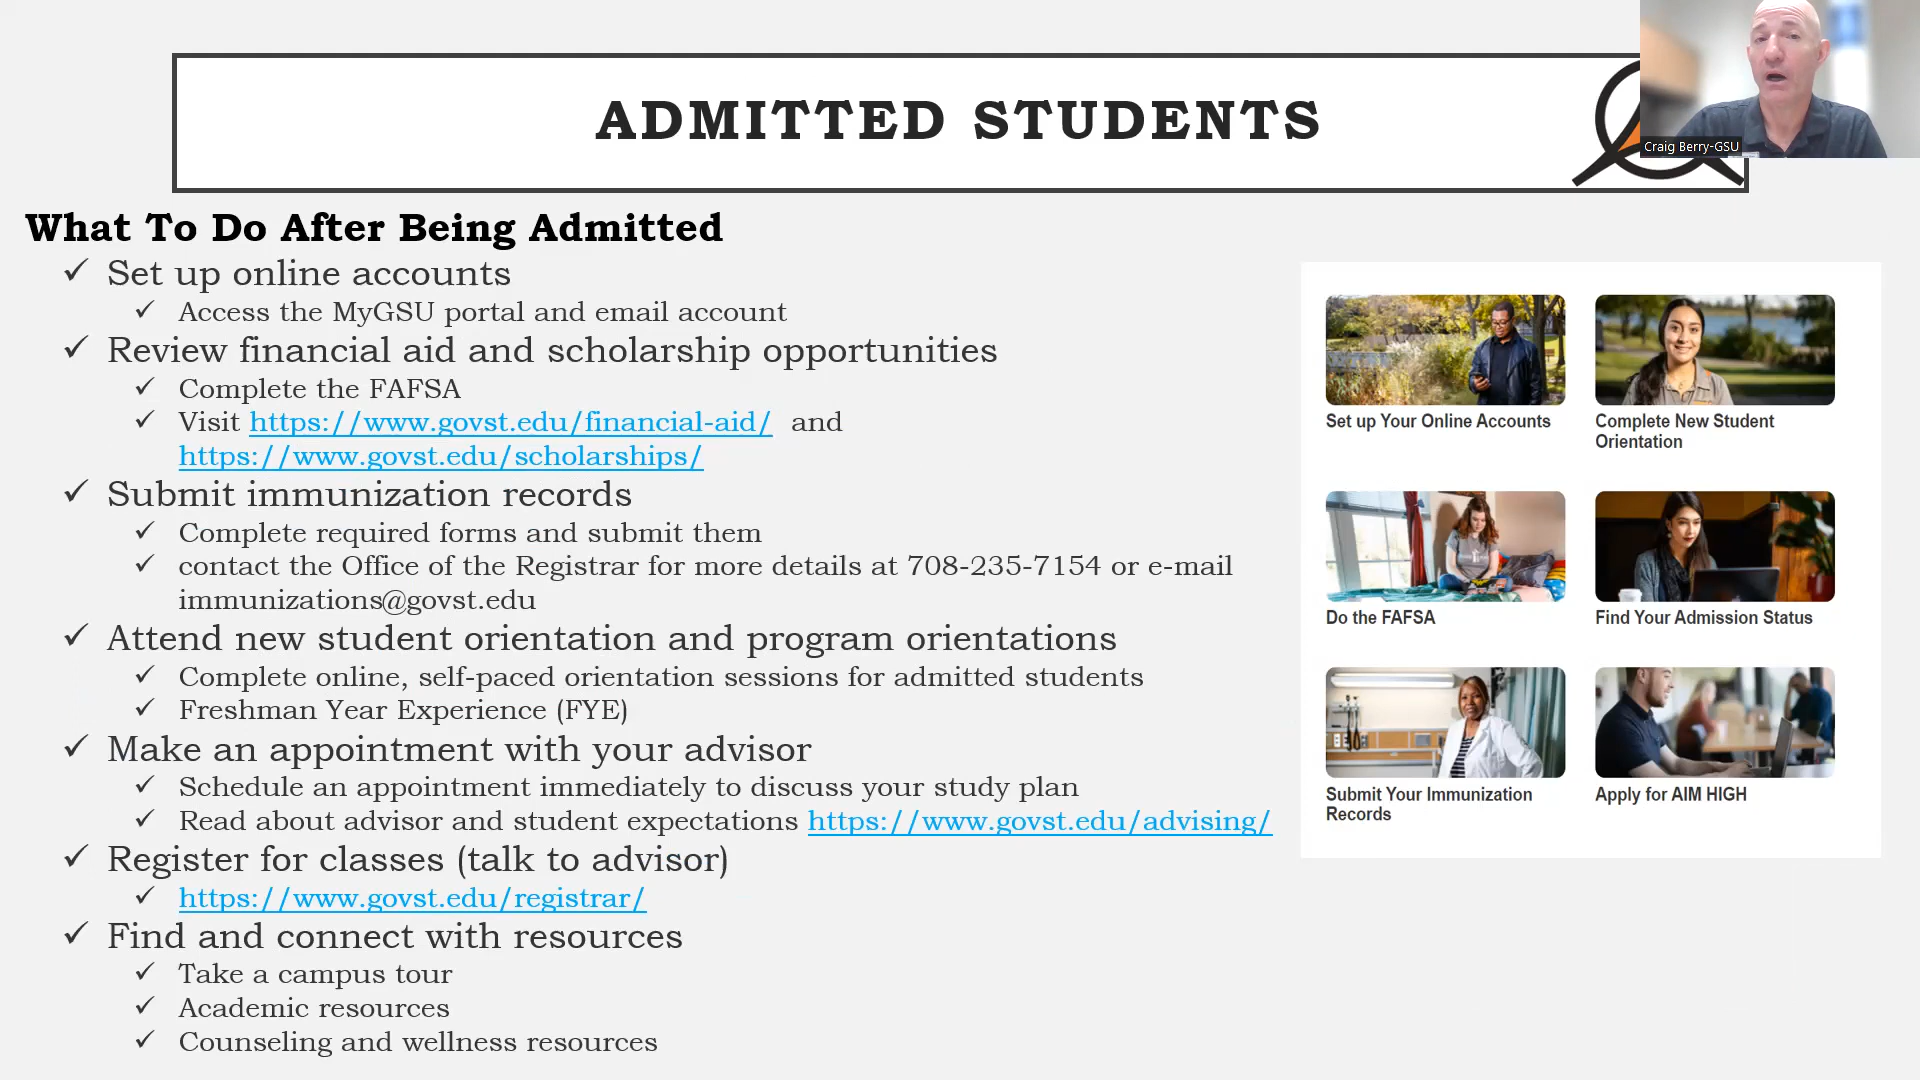 ADMITTED STUDENTS
Craig Berry-GSU
What To Do After Being Admitted
✓ Set up online accounts
✓ Access the MyGSU portal and email account
✓ Review financial aid and scholarship opportunities
✓ Complete the FAFSA
✓ Visit https://www.govst.edu/financial-aid/ and
https://www.govst.edu/scholarships/
✓ Submit immunization records
✓ Complete required forms and submit them
✓ contact the Office of the Registrar for more details at 708-235-7154 or e-mail
immunizations@govst.edu
✓ Attend new student orientation and program orientations
✓ Complete online, self-paced orientation sessions for admitted students
✓ Freshman Year Experience (FYE)
✓ Make an appointment with your advisor
✓ Schedule an appointment immediately to discuss your study plan
✓ Read about advisor and student expectations https://www.govst.edu/advising/
✓ Register for classes (talk to advisor)
✓ https://www.govst.edu/registrar/
✓ Find and connect with resources
✓ Take a campus tour
✓ Academic resources
✓ Counseling and wellness resources
Set up Your Online Accounts
Complete New Student
Orientation
Do the FAFSA
Find Your Admission Status
Submit Your Immunization
Records
Apply for AIM HIGH